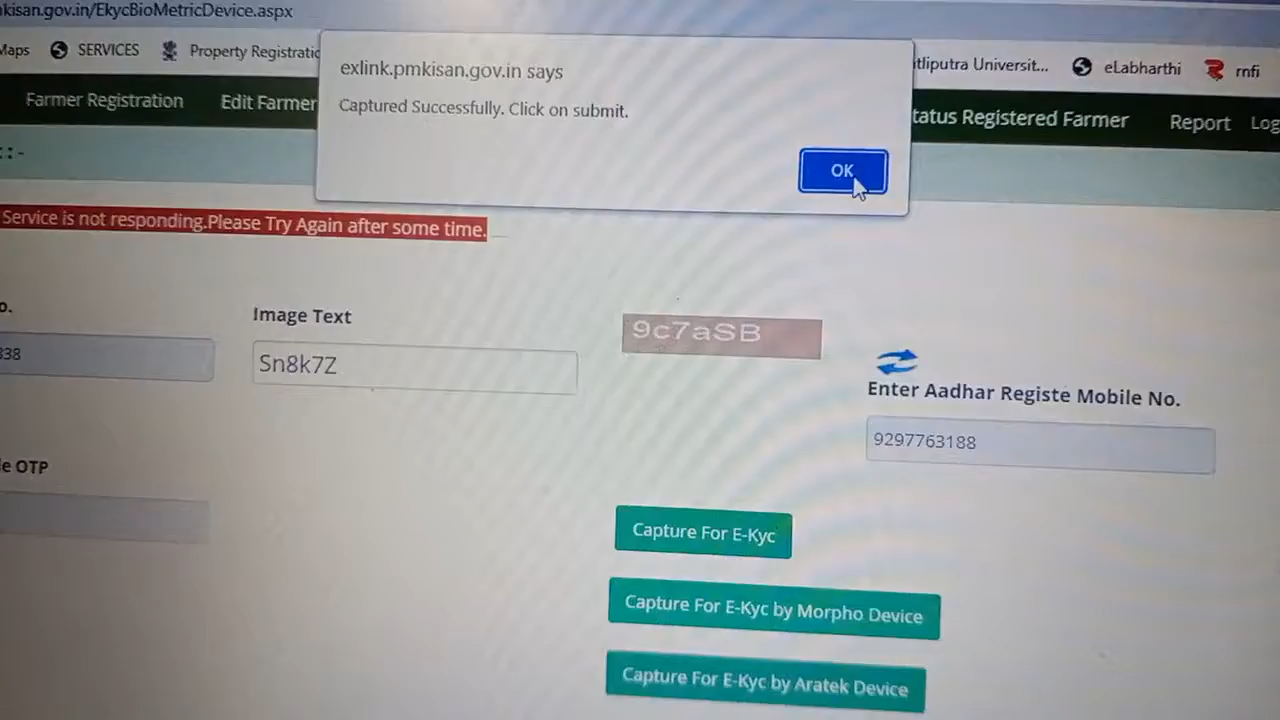 kisan.gov.in/EkycBioMetricDevice.aspx
Maps SERVICES Property Registratic tliputra Universit... eLabharthi rnfi
exlink.pmkisan.gov.in says
Captured Successfully. Click on submit.
OK
Farmer Registration Edit Farmer tatus Registered Farmer Report Log
::-
Service is not responding.Please Try Again after some time.
o.
338
Image Text
Sn8k7Z
9c7aSB
Enter Aadhar Registe Mobile No.
9297763188
e OTP
Capture For E-Kyc
Capture For E-Kyc by Morpho Device
Capture For E-Kyc by Aratek Device